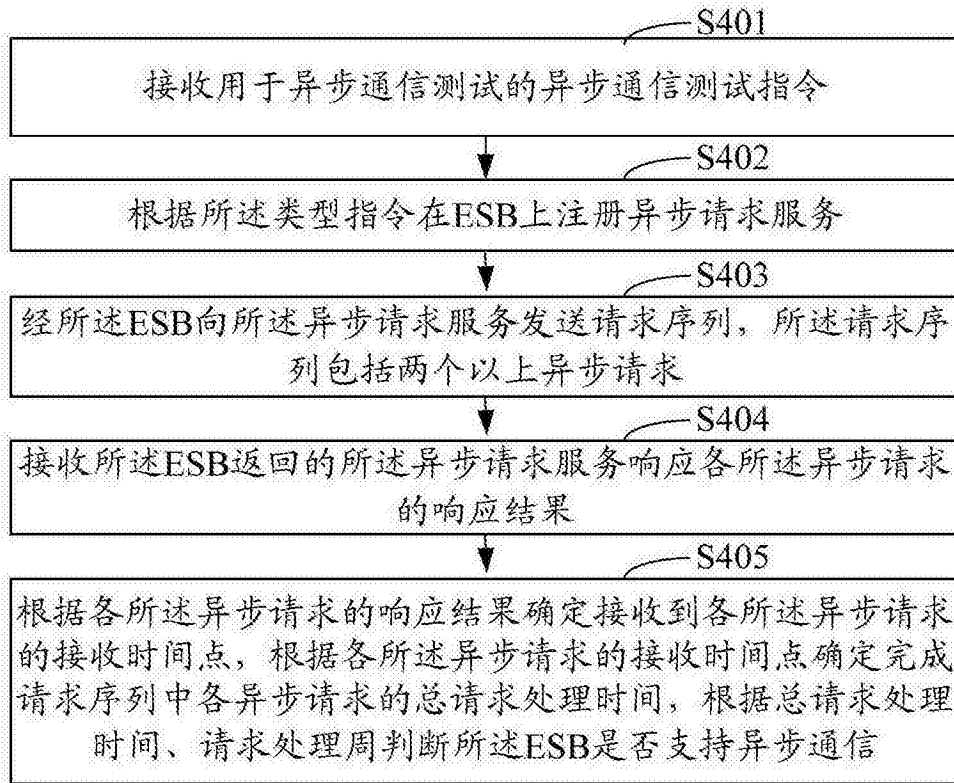 S401
接收用于异步通信测试的异步通信测试指令
S402
根据所述类型指令在ESB上注册异步请求服务
S403
经所述ESB向所述异步请求服务发送请求序列，所述请求序
列包括两个以上异步请求
S404
接收所述ESB返回的所述异步请求服务响应各所述异步请求
的响应结果
S405
根据各所述异步请求的响应结果确定接收到各所述异步请求
的接收时间点，根据各所述异步请求的接收时间点确定完成
请求序列中各异步请求的总请求处理时间，根据总请求处理
时间、请求处理周判断所述ESB是否支持异步通信